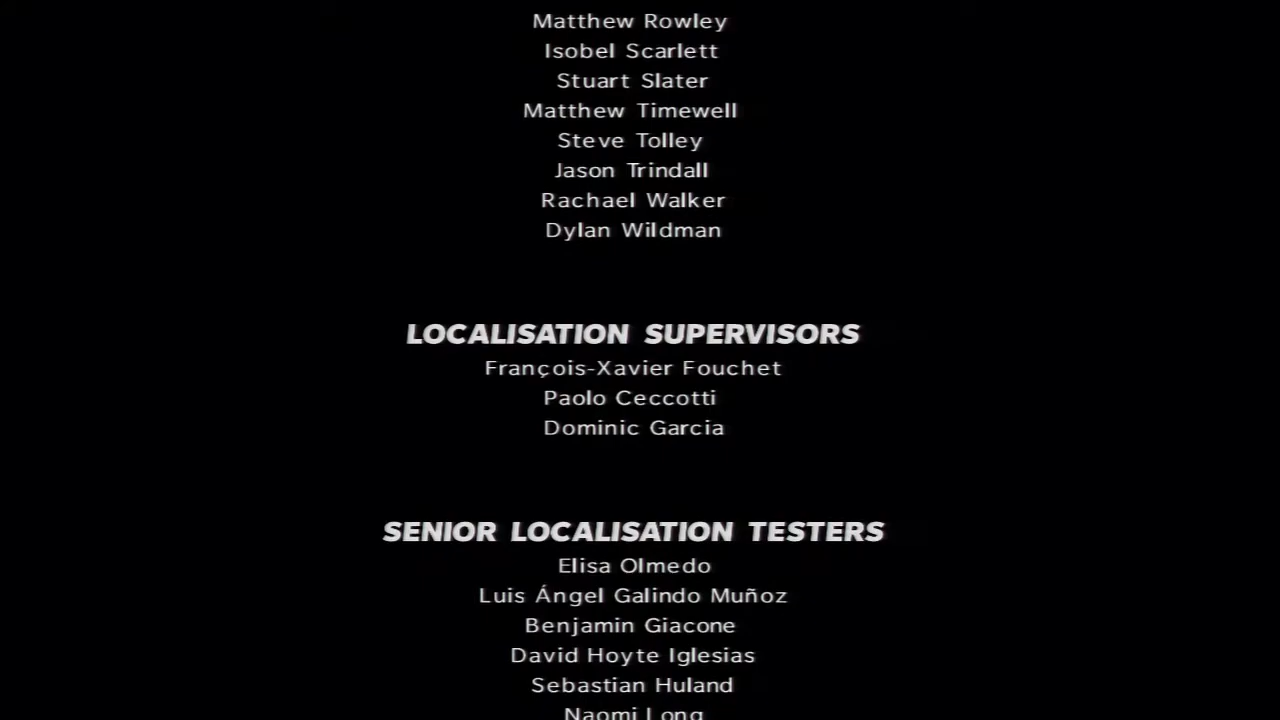 Matthew Rowley
Isobel Scarlett
Stuart Slater
Matthew Timewell
Steve Tolley
Jason Trindall
Rachael Walker
Dylan Wildman
LOCALISATION SUPERVISORS
François-Xavier Fouchet
Paolo Ceccotti
Dominic Garcia
SENIOR LOCALISATION TESTERS
Elisa Olmedo
Luis Ángel Galindo Muñoz
Benjamin Giacone
David Hoyte Iglesias
Sebastian Huland
Naomi Long